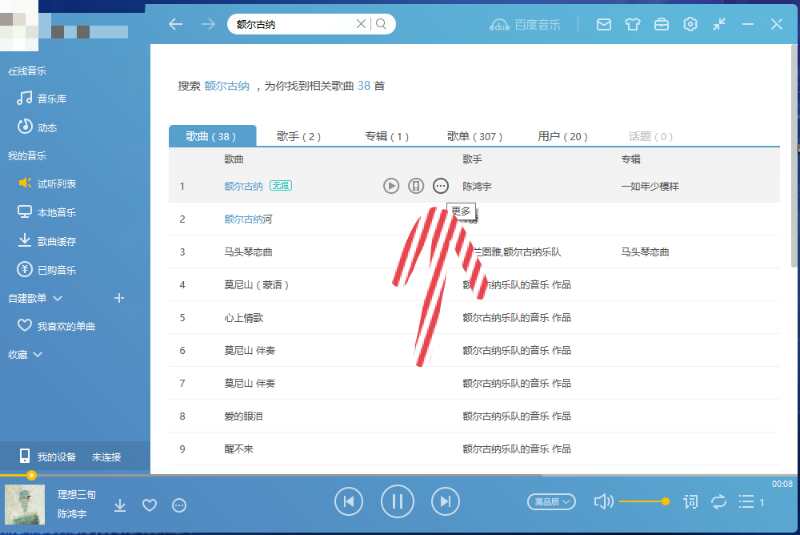 额尔古纳
百度音乐
在线音乐
音乐库
动态
我的音乐
试听列表
本地音乐
歌曲缓存
已购音乐
自建歌单
我喜欢的单曲
收藏
我的设备 未连接
搜索 额尔古纳 ，为你找到相关歌曲 38 首
歌曲（38） 歌手（2） 专辑（1） 歌单（307） 用户（20） 话题（0）
歌曲 歌手 专辑
1 额尔古纳 无损 陈鸿宇 一如年少模样
更多
2 额尔古纳河
3 马头琴恋曲 兰图雅,额尔古纳乐队 马头琴恋曲
4 莫尼山（蒙语） 额尔古纳乐队的音乐 作品
5 心上情歌 额尔古纳乐队的音乐 作品
6 莫尼山 伴奏 额尔古纳乐队的音乐 作品
7 莫尼山 伴奏 额尔古纳乐队的音乐 作品
8 爱的眼泪 额尔古纳乐队的音乐 作品
9 醒不来 额尔古纳乐队的音乐 作品
00:08
理想三旬
陈鸿宇
高品质
词
1